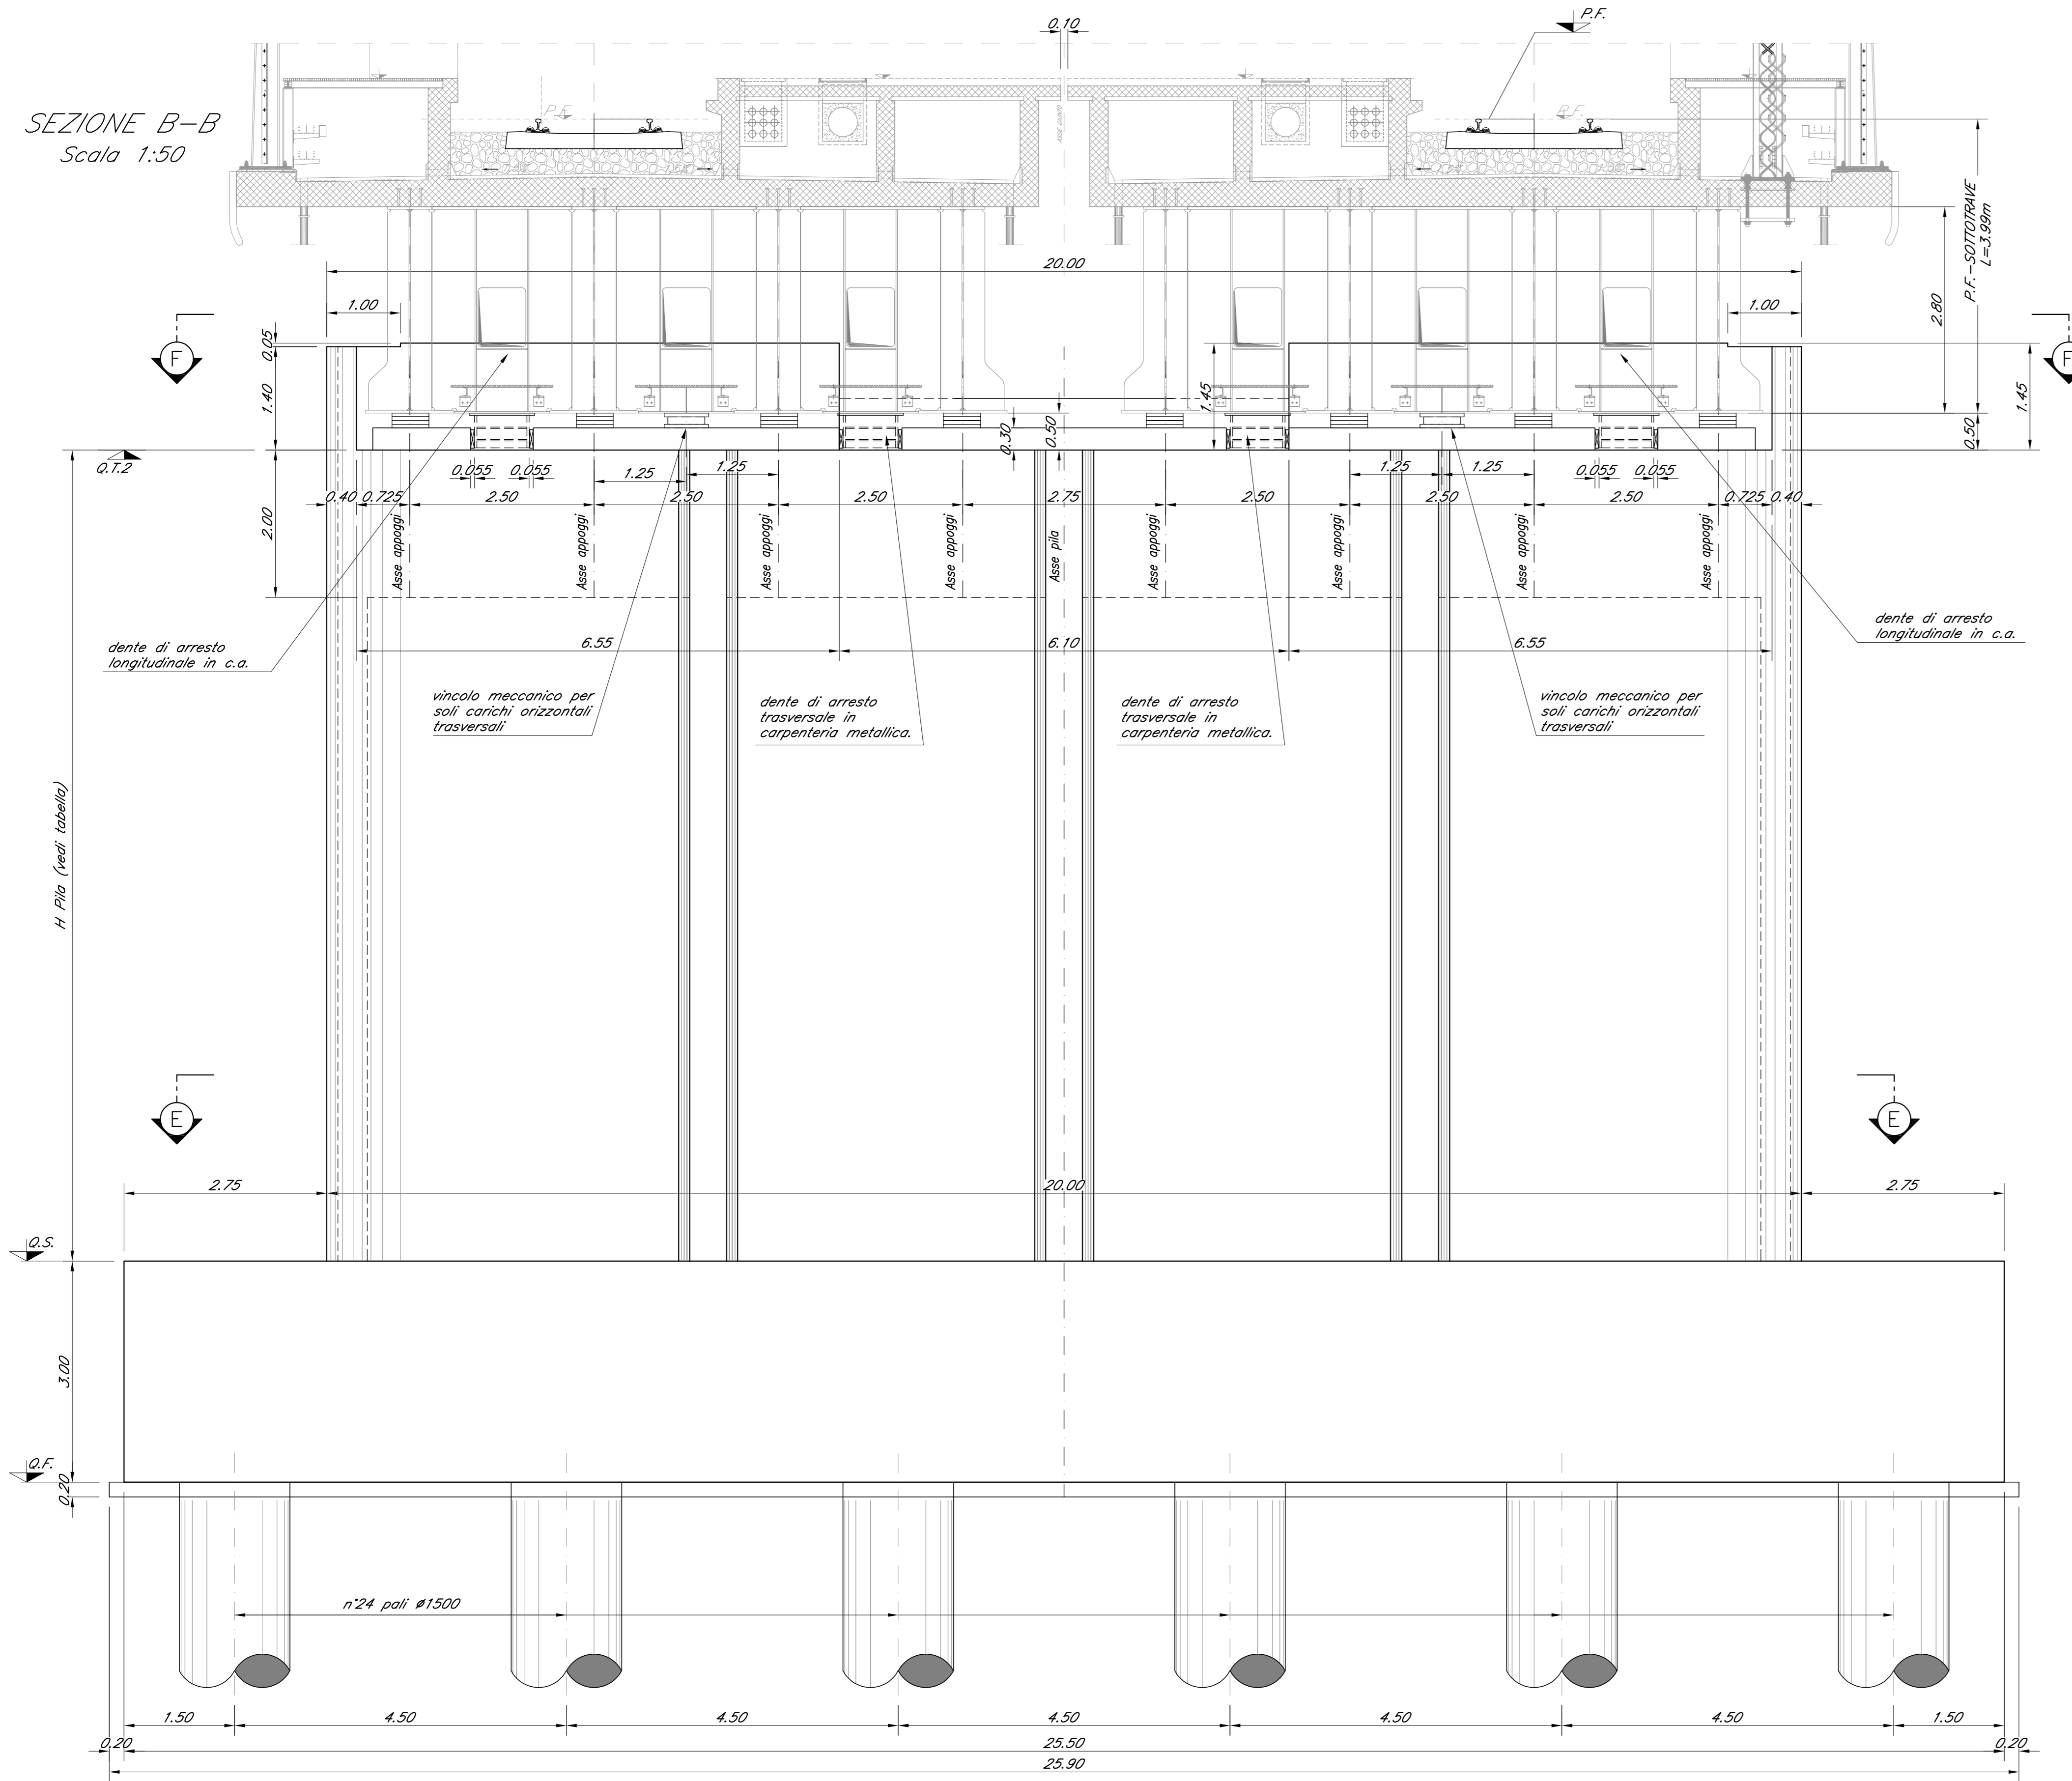 0.10
P.F.
SEZIONE B-B
Scala 1:50
P.F.
P.F.
ASSE GIUNTO
P.F.-SOTTOTRAVE
L=3.99m
20.00
1.00
1.00
2.80
F
F
0.05
1.40
1.45
1.45
0.30
0.50
0.50
Q.T.2
0.055
0.055
1.25
1.25
1.25
1.25
0.055
0.055
0.40
0.725
2.50
2.50
2.50
2.75
2.50
2.50
2.50
0.725
0.40
2.00
Asse appoggi
Asse appoggi
Asse appoggi
Asse appoggi
Asse pila
Asse appoggi
Asse appoggi
Asse appoggi
Asse appoggi
6.55
6.10
6.55
dente di arresto
longitudinale in c.a.
dente di arresto
longitudinale in c.a.
vincolo meccanico per
soli carichi orizzontali
trasversali
dente di arresto
trasversale in
carpenteria metallica.
dente di arresto
trasversale in
carpenteria metallica.
vincolo meccanico per
soli carichi orizzontali
trasversali
H Pila (vedi tabella)
E
E
2.75
20.00
2.75
Q.S.
3.00
Q.F.
0.20
n°24 pali ø1500
1.50
4.50
4.50
4.50
4.50
4.50
1.50
0.20
25.50
0.20
25.90